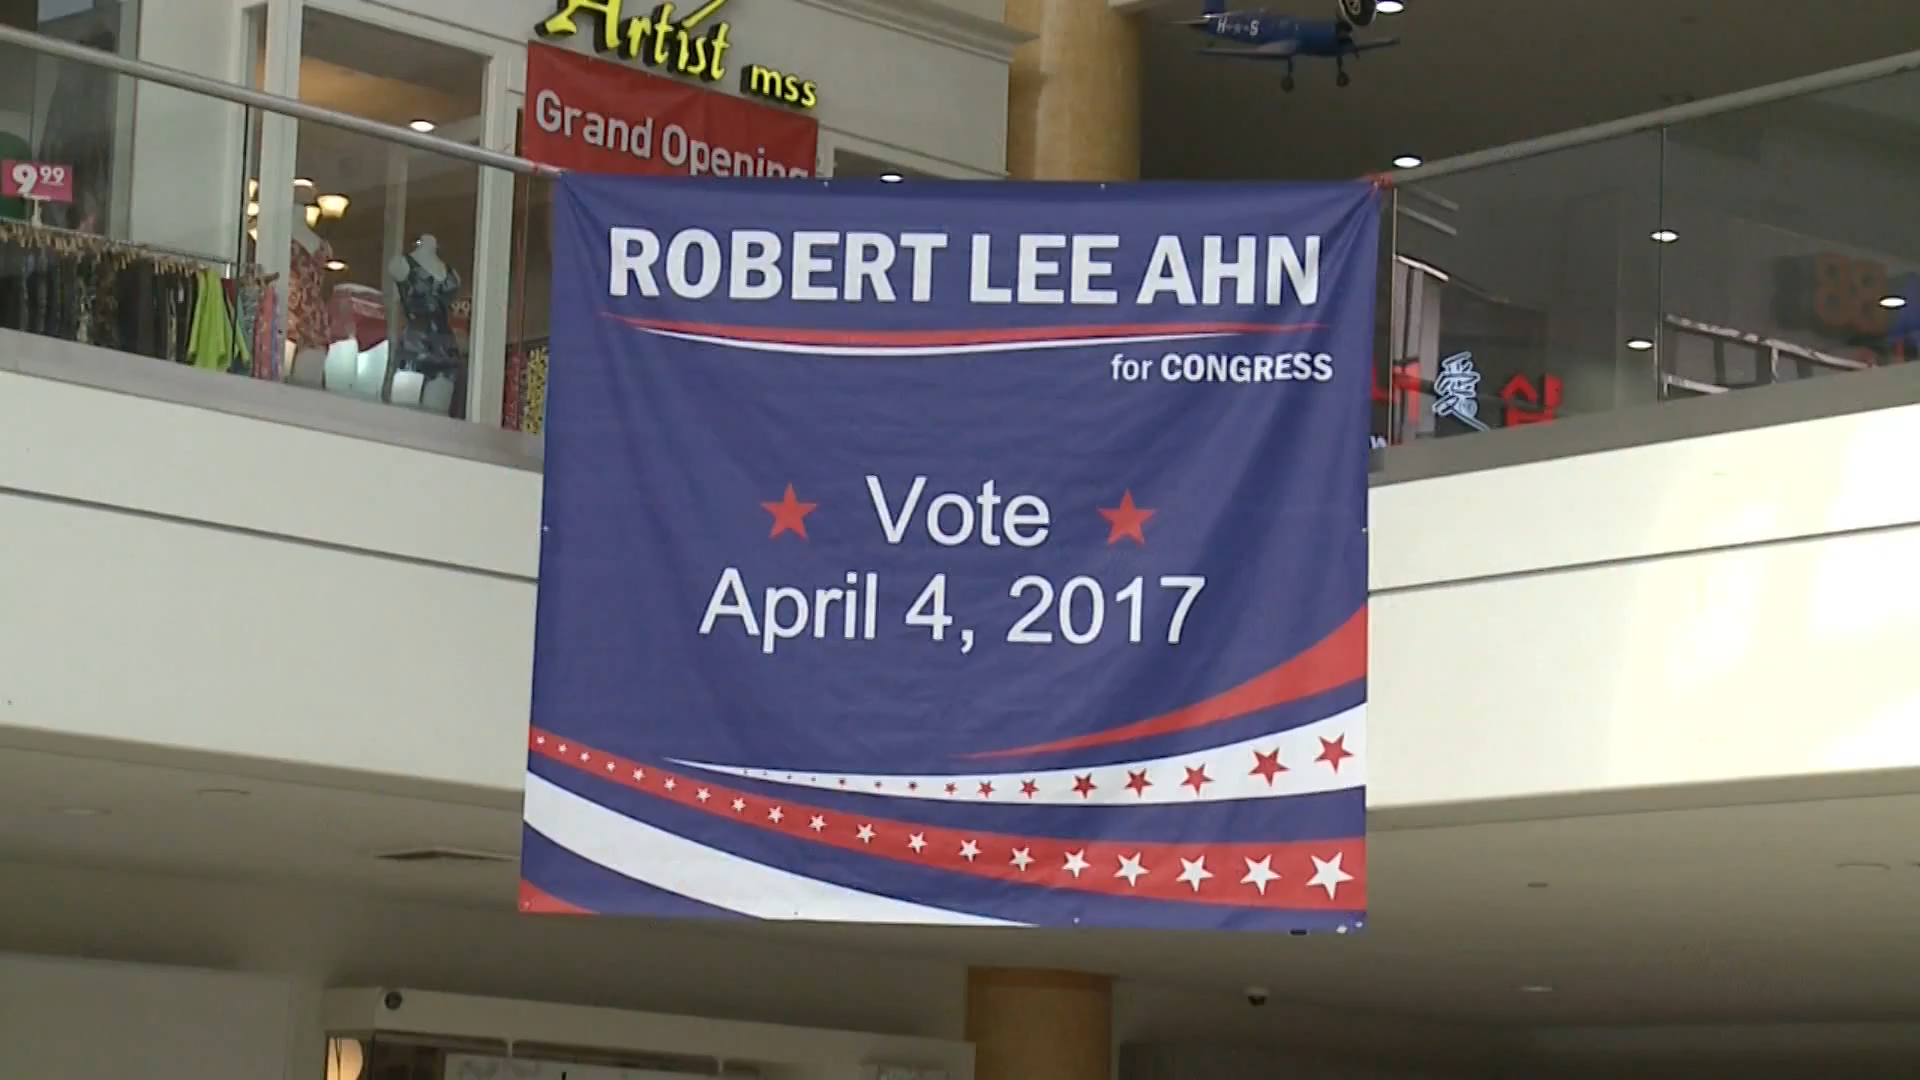 Artist mss
Grand Opening
9.99
ROBERT LEE AHN
for CONGRESS
Vote
April 4, 2017